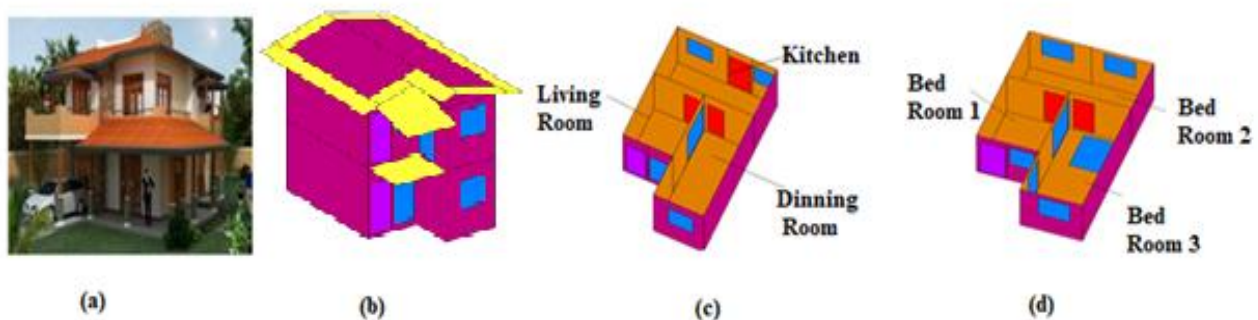 Kitchen
Living
Room
Dinning
Room
Bed
Room 1
Bed
Room 2
Bed
Room 3
(a)
(b)
(c)
(d)